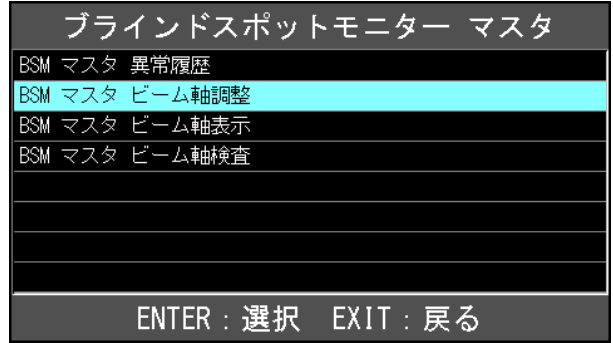 ブラインドスポットモニター マスタ
BSM マスタ 異常履歴
BSM マスタ ビーム軸調整
BSM マスタ ビーム軸表示
BSM マスタ ビーム軸検査
ENTER：選択 EXIT：戻る